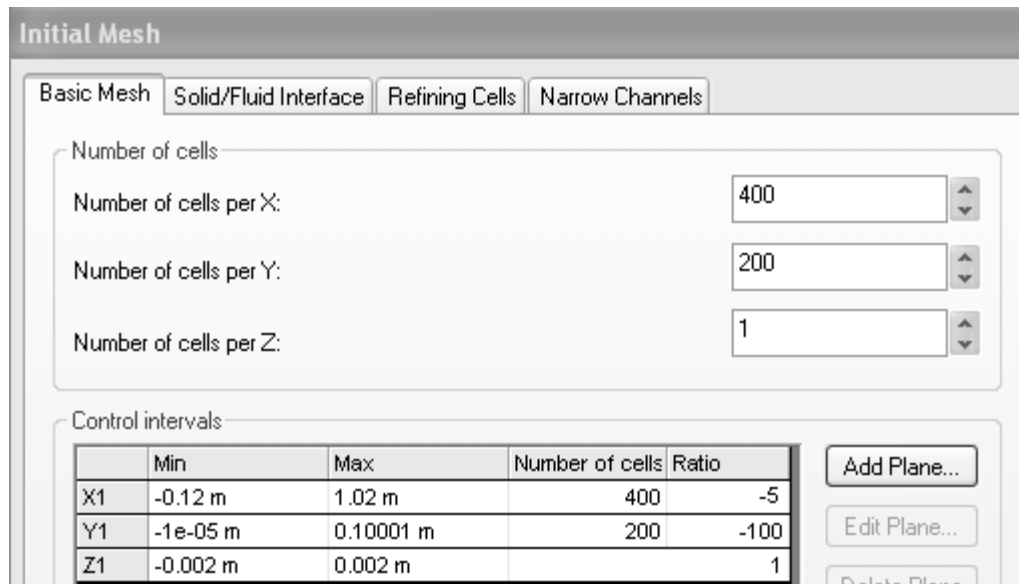 Initial Mesh
Basic Mesh Solid/Fluid Interface Refining Cells Narrow Channels
Number of cells
Number of cells per X: 400
Number of cells per Y: 200
Number of cells per Z: 1
Control intervals
Min Max Number of cells Ratio
X1 -0.12 m 1.02 m 400 -5
Y1 -1e-05 m 0.10001 m 200 -100
Z1 -0.002 m 0.002 m 1
Add Plane...
Edit Plane...
Delete Plane